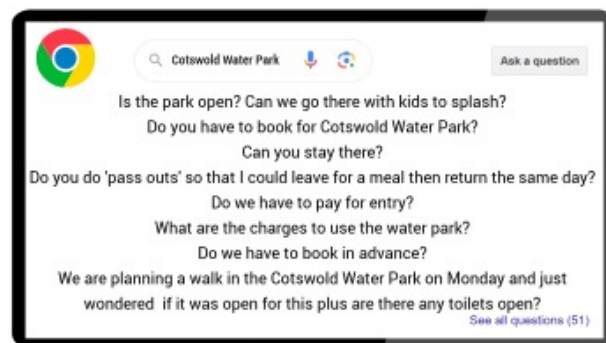 Cotswold Water Park
Ask a question
Is the park open? Can we go there with kids to splash?
Do you have to book for Cotswold Water Park?
Can you stay there?
Do you do 'pass outs' so that I could leave for a meal then return the same day?
Do we have to pay for entry?
What are the charges to use the water park?
Do we have to book in advance?
We are planning a walk in the Cotswold Water Park on Monday and just
wondered if it was open for this plus are there any toilets open?
See all questions (51)